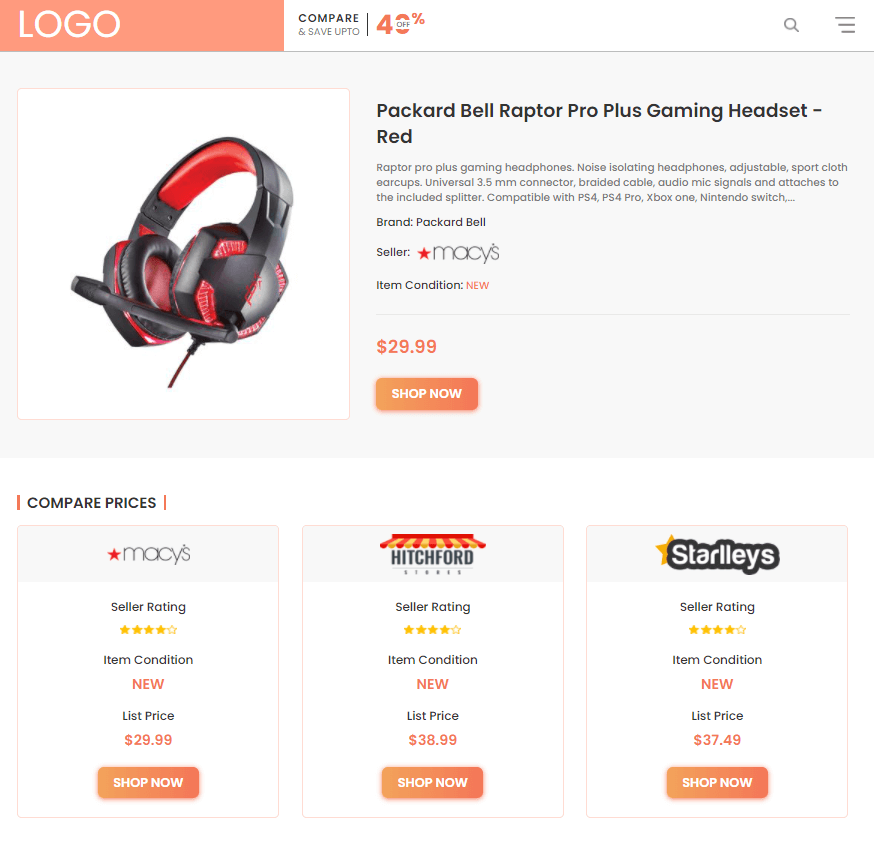 LOGO
COMPARE
& SAVE UPTO
40%
OFF
Packard Bell Raptor Pro Plus Gaming Headset -
Red
Raptor pro plus gaming headphones. Noise isolating headphones, adjustable, sport cloth
earcups. Universal 3.5 mm connector, braided cable, audio mic signals and attaches to
the included splitter. Compatible with PS4, PS4 Pro, Xbox one, Nintendo switch,...
Brand: Packard Bell
Seller: ★macy's
Item Condition: NEW
$29.99
SHOP NOW
COMPARE PRICES
★macy's
Seller Rating
Item Condition
NEW
List Price
$29.99
SHOP NOW
HITCHFORD
STORES
Seller Rating
Item Condition
NEW
List Price
$38.99
SHOP NOW
Starlleys
Seller Rating
Item Condition
NEW
List Price
$37.49
SHOP NOW